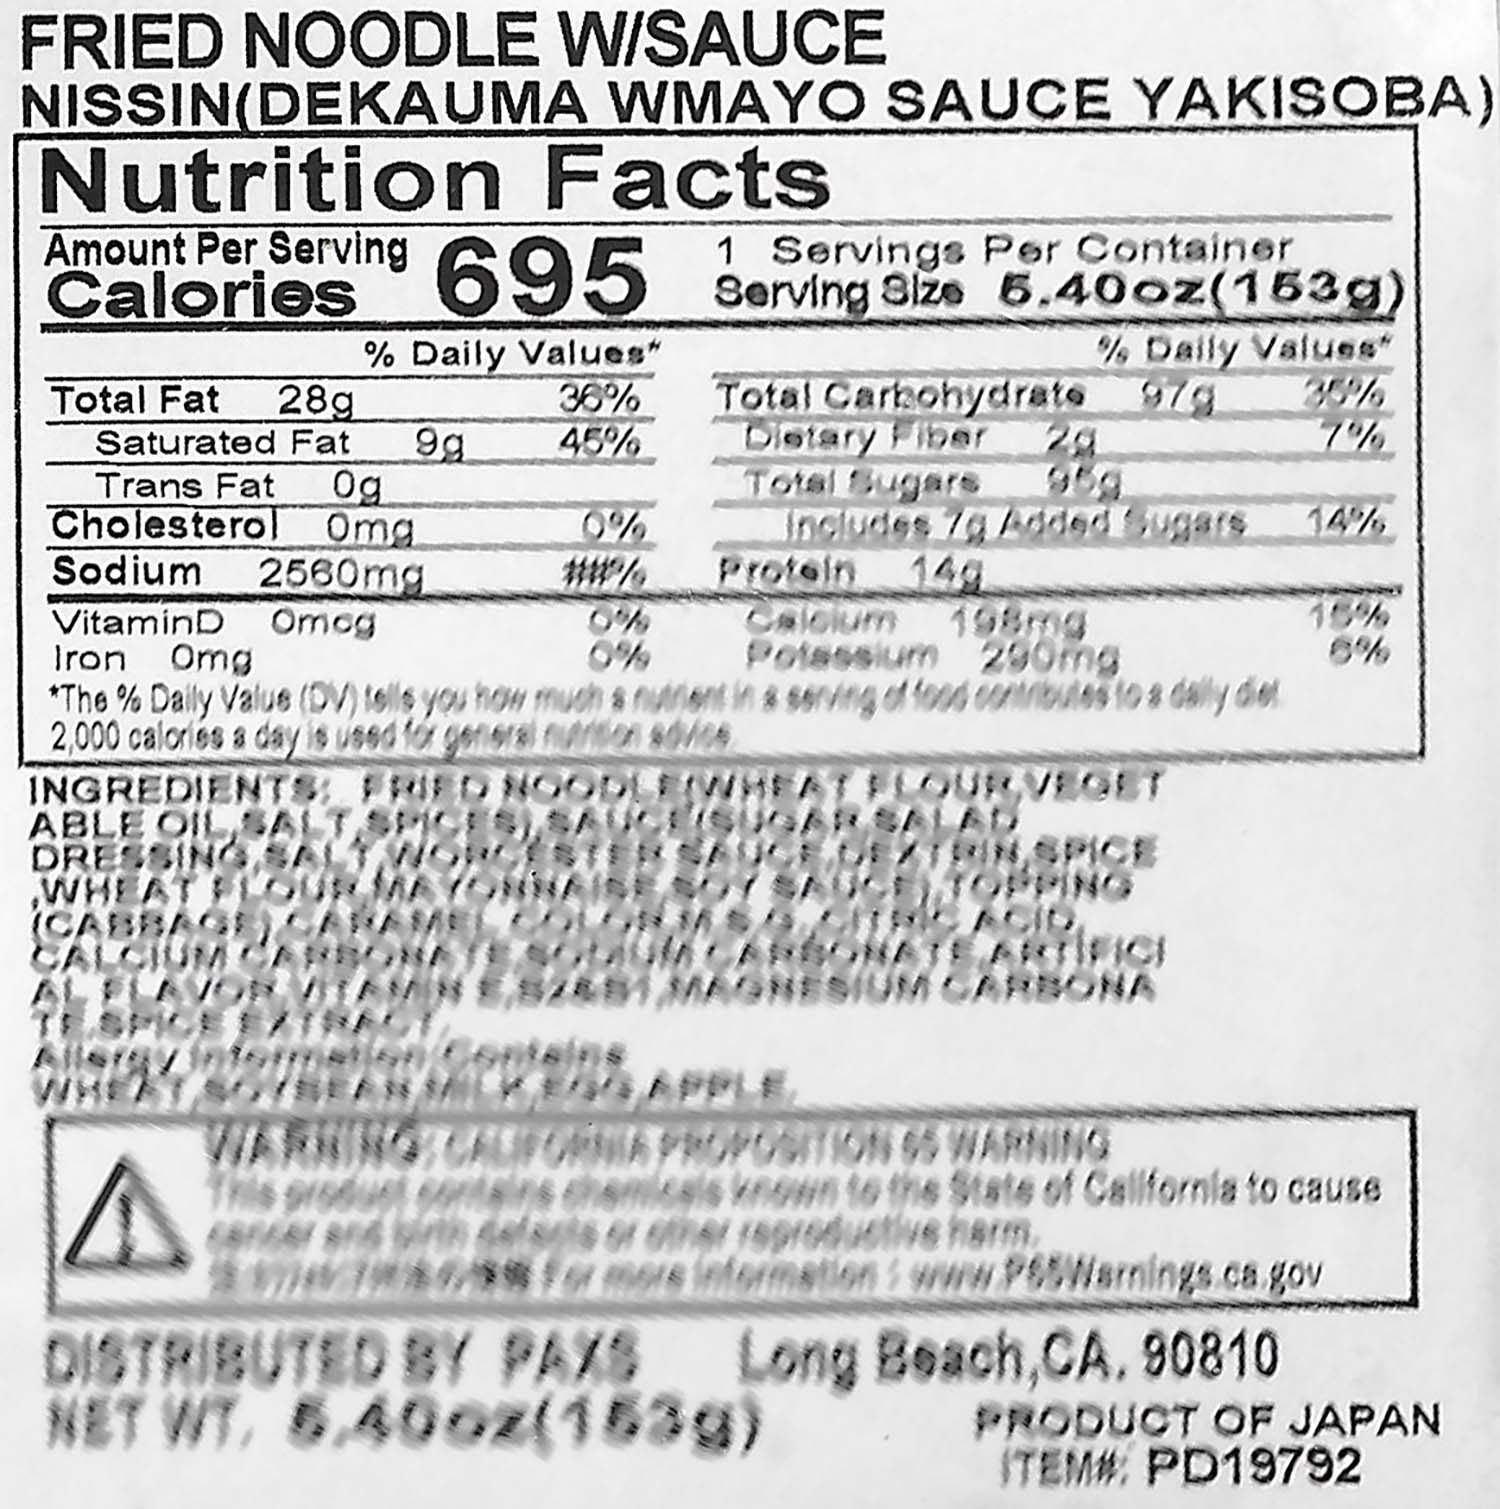 FRIED NOODLE W/SAUCE
NISSIN(DEKAUMA WMAYO SAUCE YAKISOBA)
Nutrition Facts
Amount Per Serving
Calories 695
1 Servings Per Container
Serving Size 5.40oz(153g)
% Daily Values*
Total Fat 28g 36%
Saturated Fat 9g 45%
Trans Fat 0g
Cholesterol 0mg 0%
Sodium 2560mg ##%
% Daily Values*
Total Carbohydrate 97g 35%
Dietary Fiber 2g 7%
Total Sugars 95g
Includes 7g Added Sugars 14%
Protein 14g
VitaminD 0mcg 0% Calcium 198mg 15%
Iron 0mg 0% Potassium 290mg 6%
*The % Daily Value (DV) tells you how much a nutrient in a serving of food contributes to a daily diet.
2,000 calories a day is used for general nutrition advice.
INGREDIENTS: FRIED NOODLE(WHEAT FLOUR,VEGET
ABLE OIL,SALT,SPICES),SAUCE(SUGAR,SALAD
DRESSING,SALT,WORCESTER SAUCE,DEXTRIN,SPICE
,WHEAT FLOUR,MAYONNAISE,SOY SAUCE),TOPPING
(CABBAGE),CARAMEL COLOR,M.S.G.,CITRIC ACID,
CALCIUM CARBONATE,SODIUM CARBONATE,ARTIFICI
AL FLAVOR,VITAMIN E,B2&B1,MAGNESIUM CARBONA
TE,SPICE EXTRACT,
Allergy Information/Contains
WHEAT,SOYBEAN,MILK,EGG,APPLE,
WARNING: CALIFORNIA PROPOSITION 65 WARNING
This product contains chemicals known to the State of California to cause
cancer and birth defects or other reproductive harm.
For more information : www.P65Warnings.ca.gov
DISTRIBUTED BY PAXS Long Beach,CA. 90810
NET WT. 5.40oz(153g)
PRODUCT OF JAPAN
ITEM#: PD19792